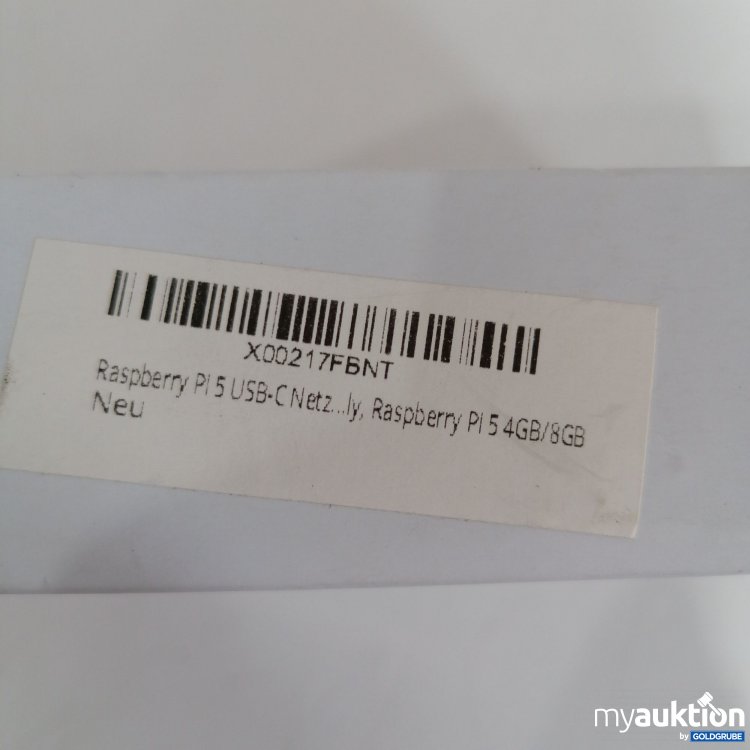 X00217FBNT
Raspberry Pi 5 USB-C Netz...ly, Raspberry Pi 5 4GB/8GB
Neu
myauktion
by GOLDGRUBE